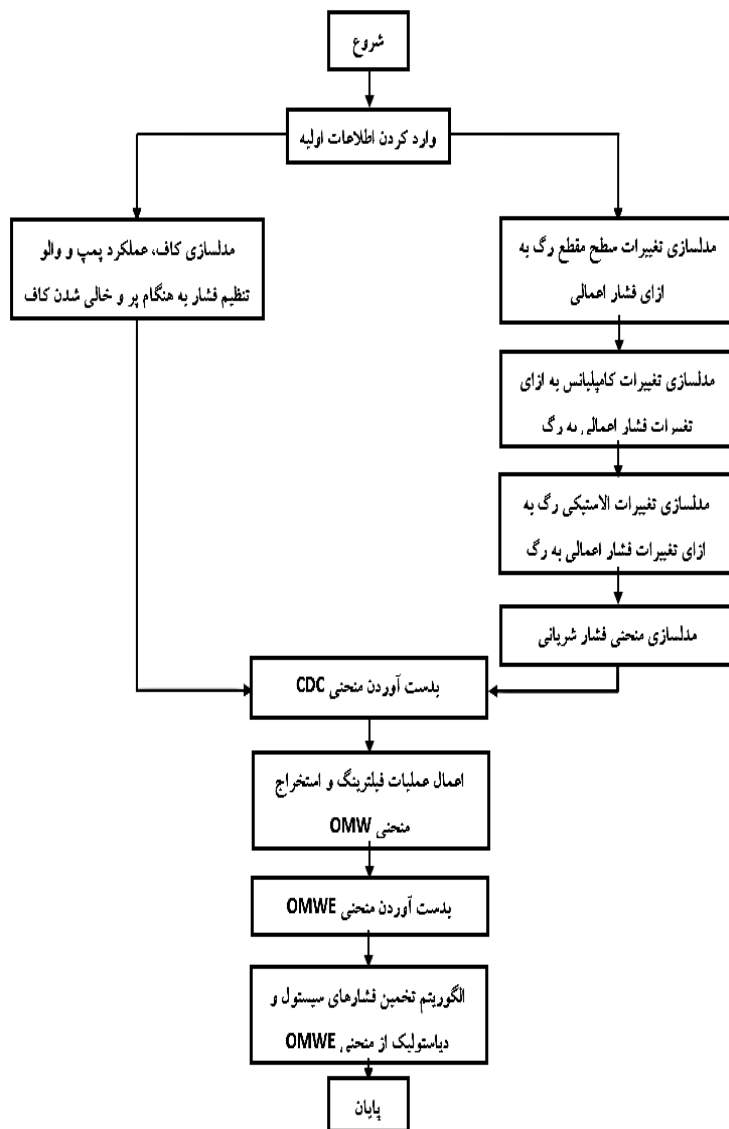 شروع
وارد کردن اطلاعات اولیه
مدلسازی تغییرات سطح مقطع رگ به
ازای فشار اعمالی
مدلسازی کاف، عملکرد پمپ و والو
تنظیم فشار به هنگام پر و خالی شدن کاف
مدلسازی تغییرات کامپلیانس به ازای
تغییرات فشار اعمالی به رگ
مدلسازی تغییرات الاستیکی رگ به
ازای تغییرات فشار اعمالی به رگ
مدلسازی منحنی فشار شریانی
بدست آوردن منحنی CDC
اعمال عملیات فیلترینگ و استخراج
منحنی OMW
بدست آوردن منحنی OMWE
الگوریتم تخمین فشارهای سیستول و
دیاستولیک از منحنی OMWE
پایان